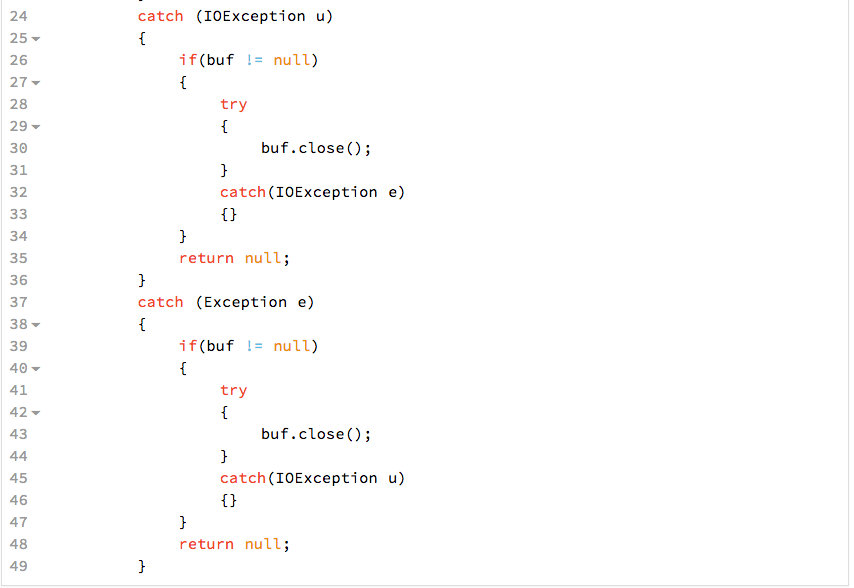 24 catch (IOException u)
25 {
26 if(buf != null)
27 {
28 try
29 {
30 buf.close();
31 }
32 catch(IOException e)
33 {}
34 }
35 return null;
36 }
37 catch (Exception e)
38 {
39 if(buf != null)
40 {
41 try
42 {
43 buf.close();
44 }
45 catch(IOException u)
46 {}
47 }
48 return null;
49 }